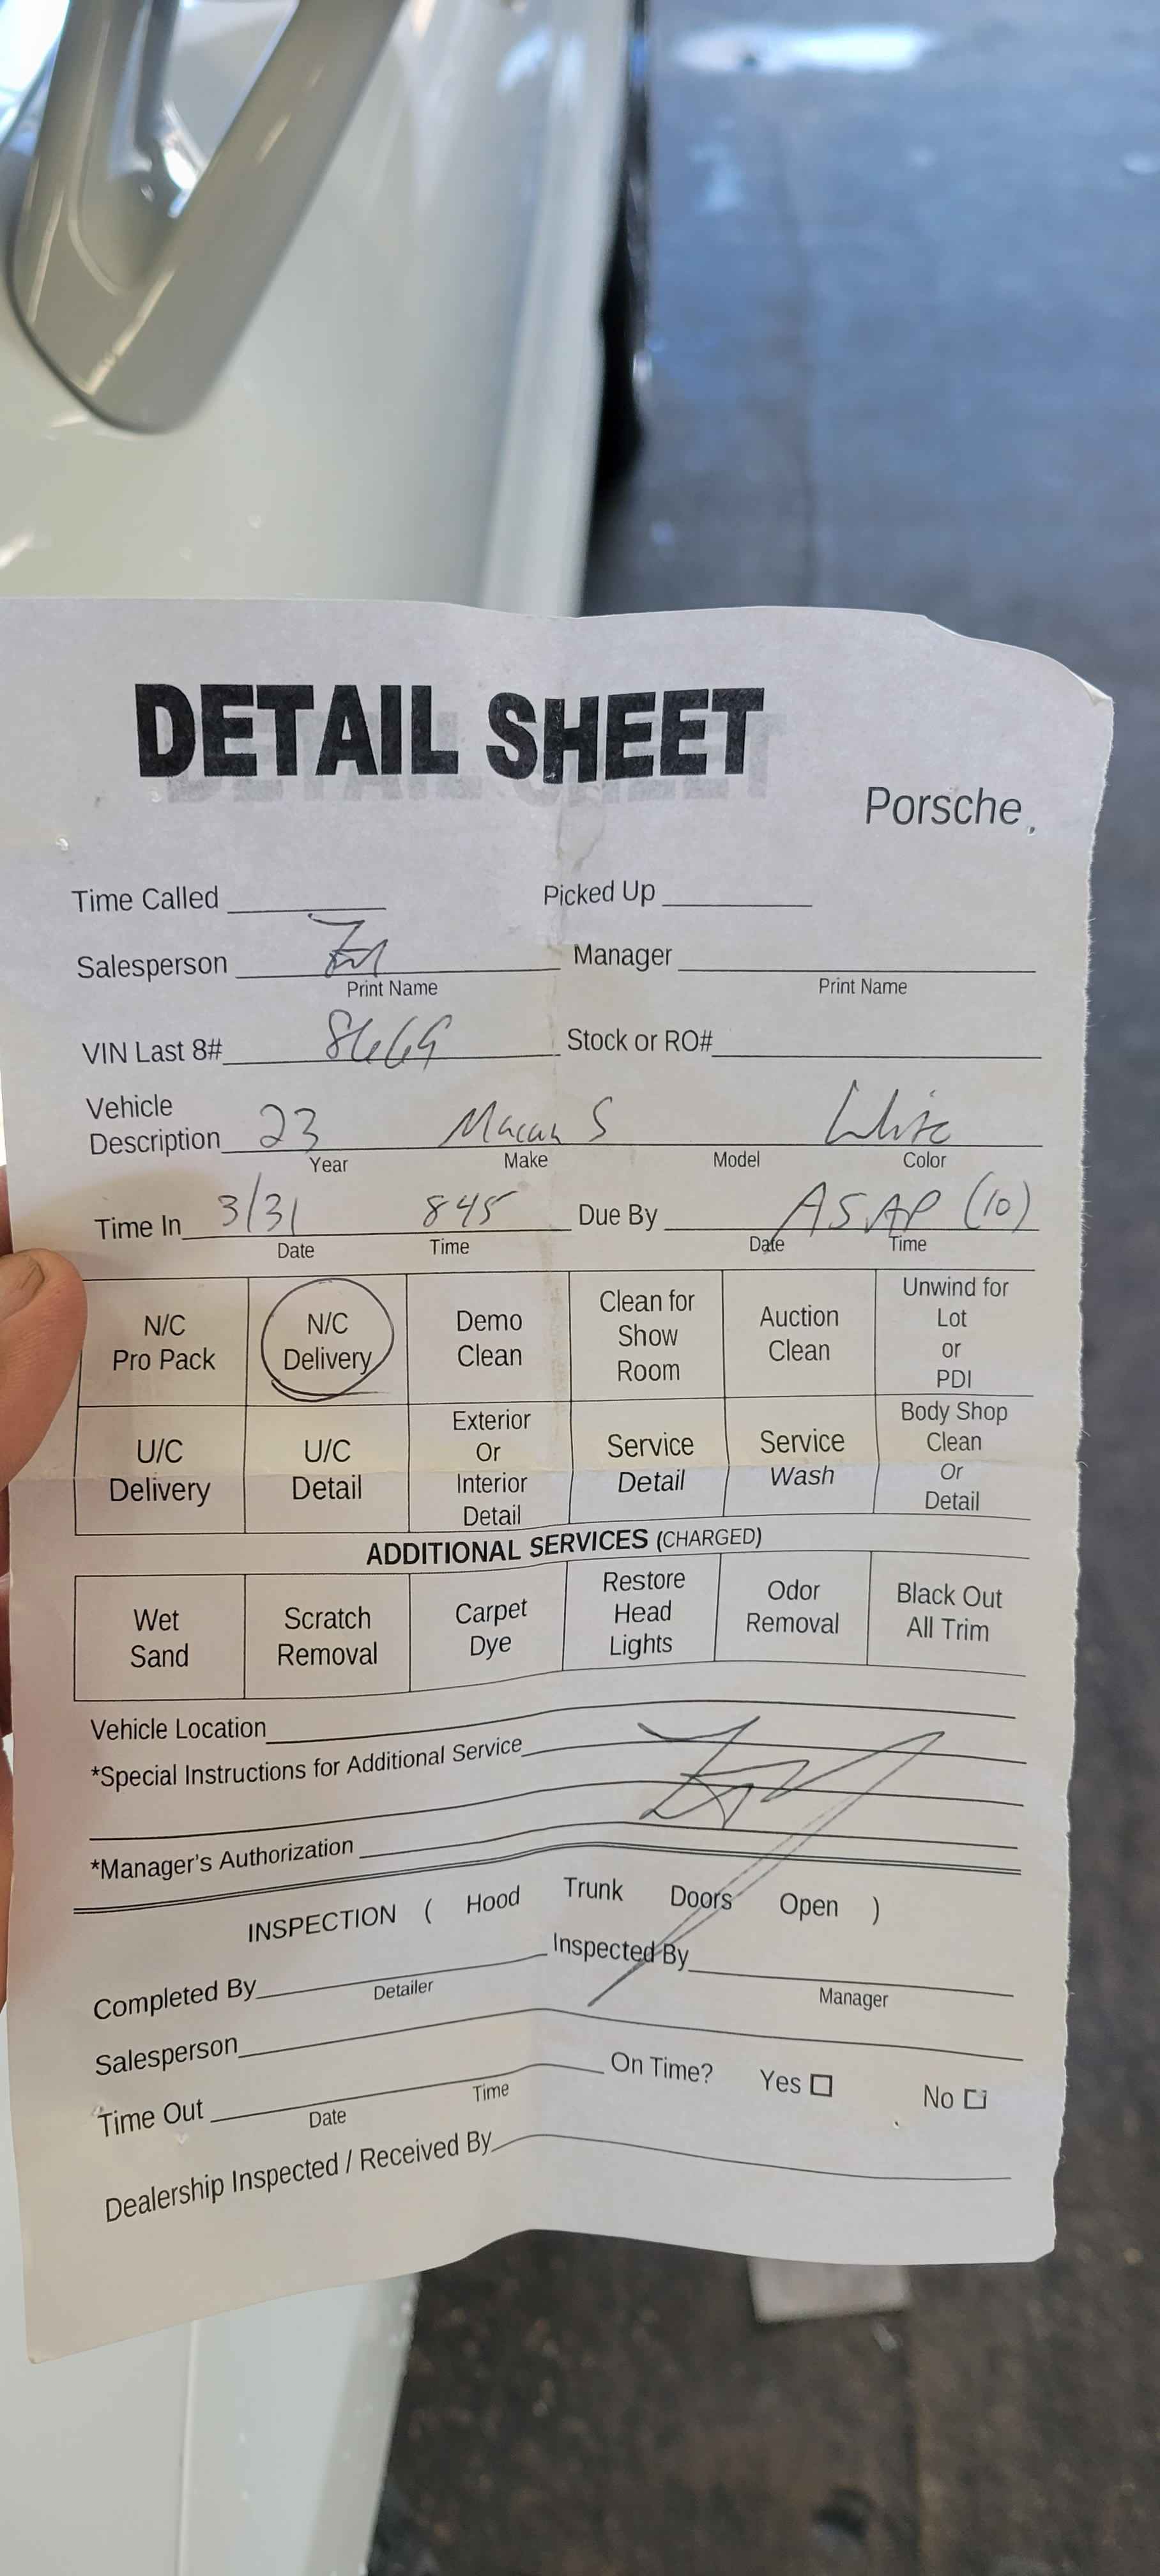 DETAIL SHEET
Porsche
Time Called Picked Up
Salesperson Manager
Print Name Print Name
VIN Last 8# Stock or RO#
Vehicle
Description 23 Macan S White
Year Make Model Color
Time In 3/31 845 Due By ASAP (10)
Date Time Date Time
N/C Pro Pack
N/C Delivery
Demo Clean
Clean for Show Room
Auction Clean
Unwind for Lot or PDI
U/C Delivery
U/C Detail
Exterior Or Interior Detail
Service Detail
Service Wash
Body Shop Clean Or Detail
ADDITIONAL SERVICES (CHARGED)
Wet Sand
Scratch Removal
Carpet Dye
Restore Head Lights
Odor Removal
Black Out All Trim
Vehicle Location
*Special Instructions for Additional Service
*Manager's Authorization
INSPECTION ( Hood Trunk Doors Open )
Completed By Inspected By
Detailer Manager
Salesperson
On Time? Yes No
Time Out
Date Time
Dealership Inspected / Received By